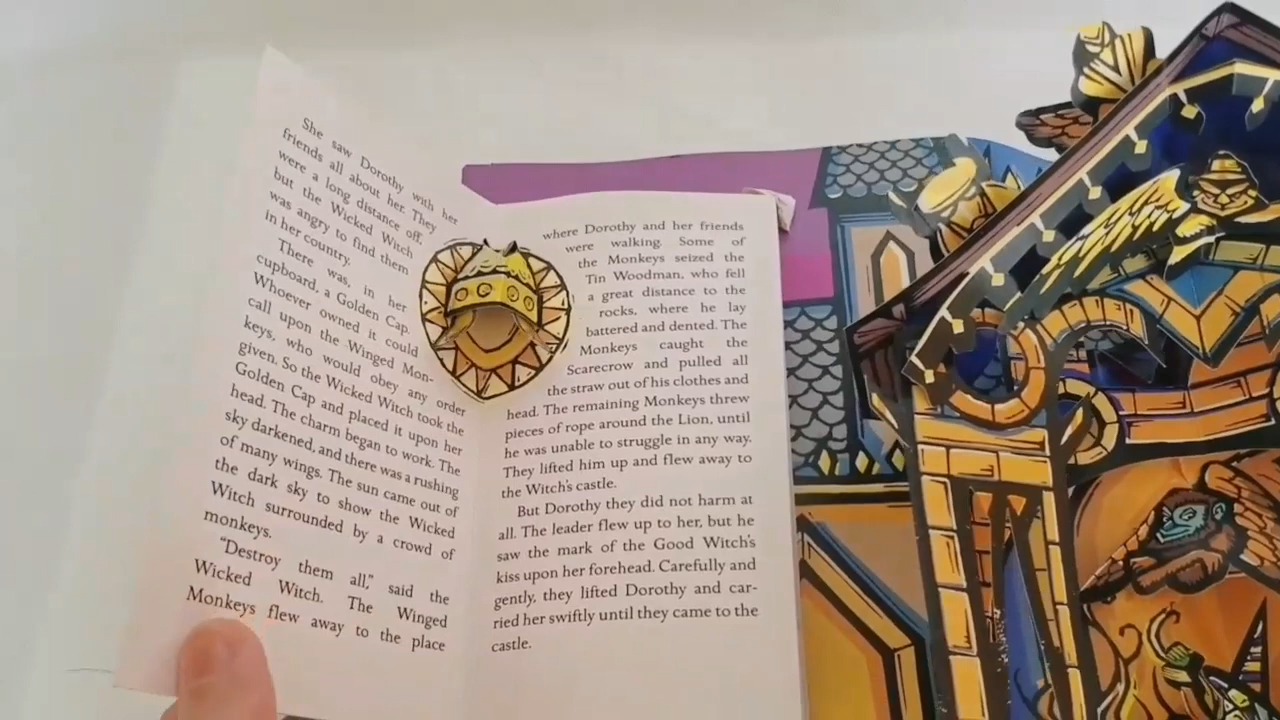 She saw Dorothy with her
friends all about her. They
were a long distance off,
but the Wicked Witch
was angry to find them
in her country.
There was, in her
cupboard, a Golden Cap.
Whoever owned it could
call upon the Winged Mon-
keys, who would obey any order
given. So the Wicked Witch took the
Golden Cap and placed it upon her
head. The charm began to work. The
sky darkened, and there was a rushing
of many wings. The sun came out of
the dark sky to show the Wicked
Witch surrounded by a crowd of
monkeys.
“Destroy them all,” said the
Wicked Witch. The Winged
Monkeys flew away to the place
where Dorothy and her friends
were walking. Some of
the Monkeys seized the
Tin Woodman, who fell
a great distance to the
rocks, where he lay
battered and dented. The
Monkeys caught the
Scarecrow and pulled all
the straw out of his clothes and
head. The remaining Monkeys threw
pieces of rope around the Lion, until
he was unable to struggle in any way.
They lifted him up and flew away to
the Witch's castle.
But Dorothy they did not harm at
all. The leader flew up to her, but he
saw the mark of the Good Witch's
kiss upon her forehead. Carefully and
gently, they lifted Dorothy and car-
ried her swiftly until they came to the
castle.